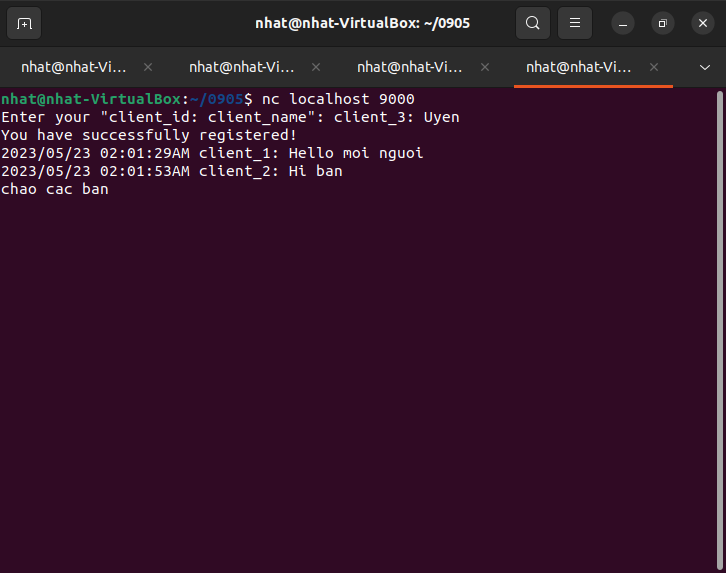 nhat@nhat-VirtualBox: ~/0905
nhat@nhat-Vi... nhat@nhat-Vi... nhat@nhat-Vi... nhat@nhat-Vi...
nhat@nhat-VirtualBox:~/0905$ nc localhost 9000
Enter your "client_id: client_name": client_3: Uyen
You have successfully registered!
2023/05/23 02:01:29AM client_1: Hello moi nguoi
2023/05/23 02:01:53AM client_2: Hi ban
chao cac ban